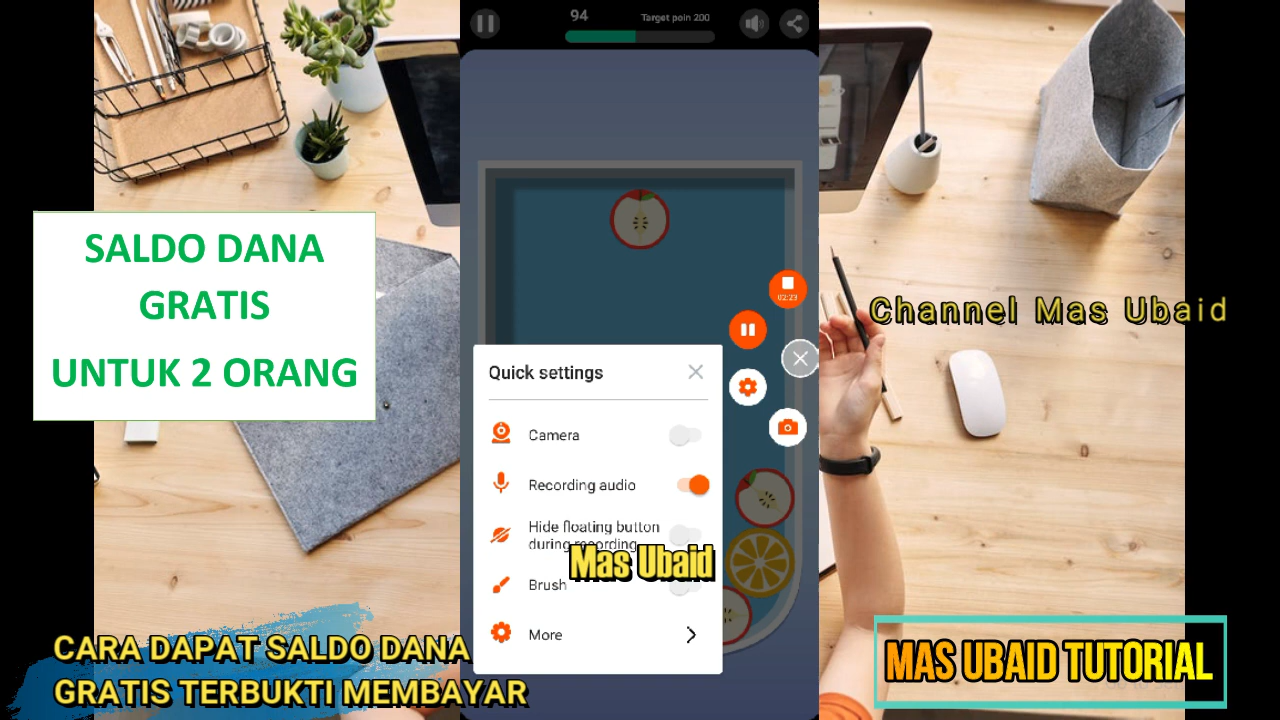 94
Target poin 200
SALDO DANA
GRATIS
UNTUK 2 ORANG
02:23
Channel Mas Ubaid
Quick settings
Camera
Recording audio
Hide floating button
during recording
Mas Ubaid
Brush
More
CARA DAPAT SALDO DANA
GRATIS TERBUKTI MEMBAYAR
MAS UBAID TUTORIAL